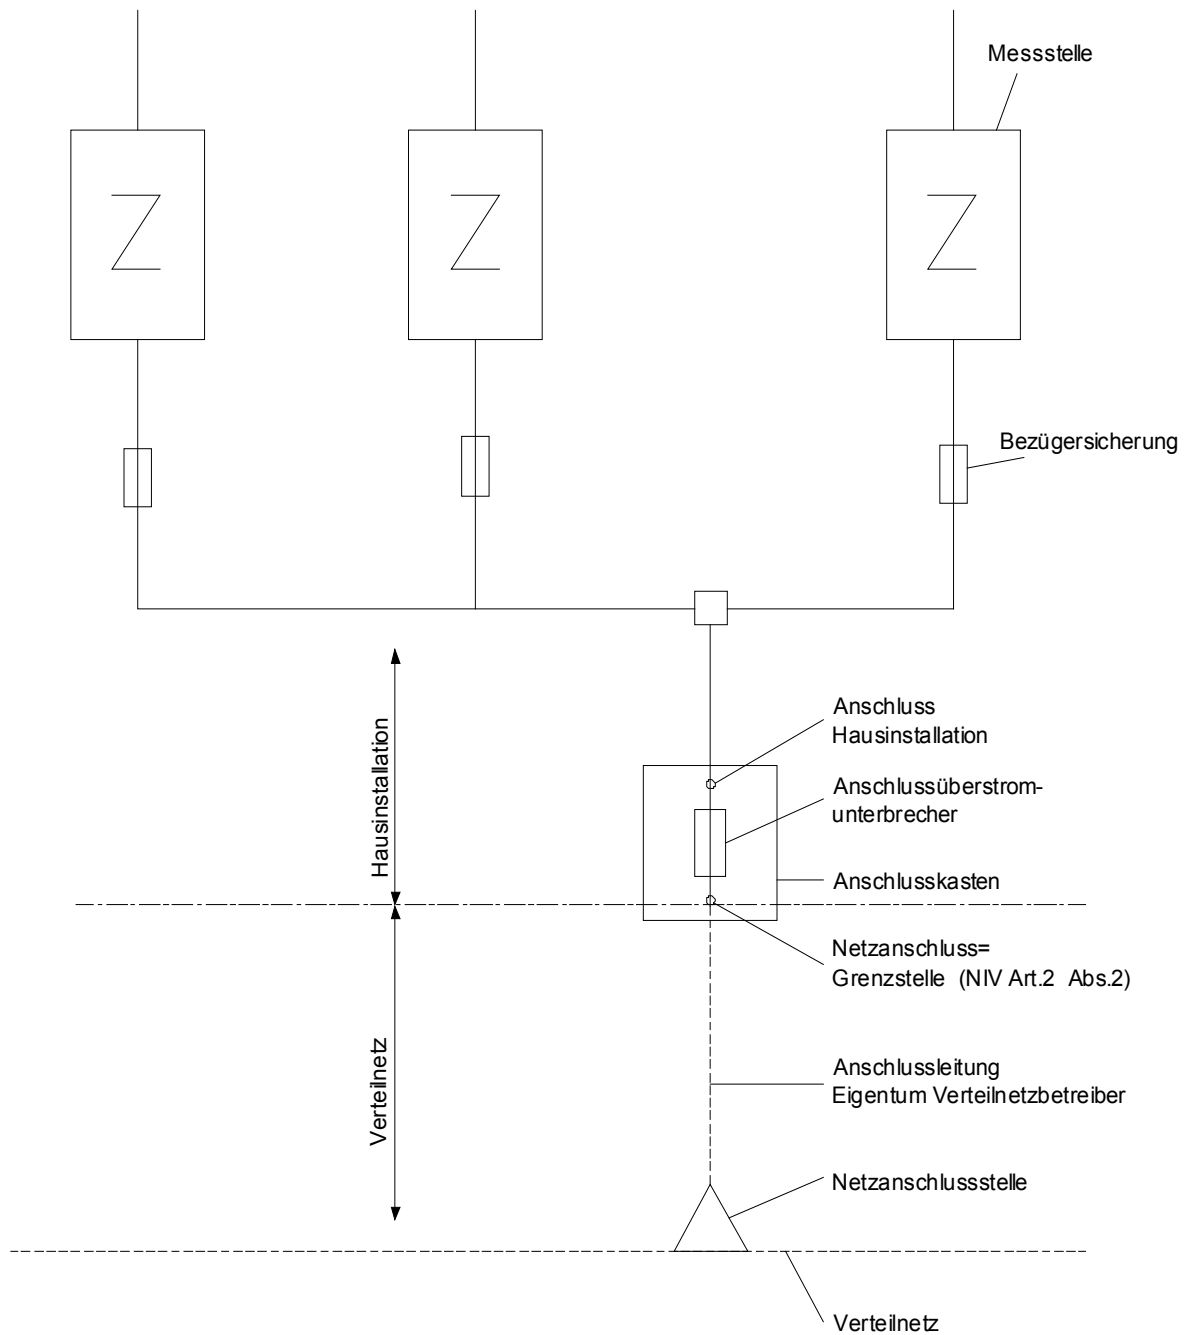 Messstelle
Z Z Z
Bezügersicherung
Anschluss
Hausinstallation
Hausinstallation
Anschlussüberstrom-
unterbrecher
Anschlusskasten
Netzanschluss=
Grenzstelle (NIV Art.2 Abs.2)
Verteilnetz
Anschlussleitung
Eigentum Verteilnetzbetreiber
Netzanschlussstelle
Verteilnetz